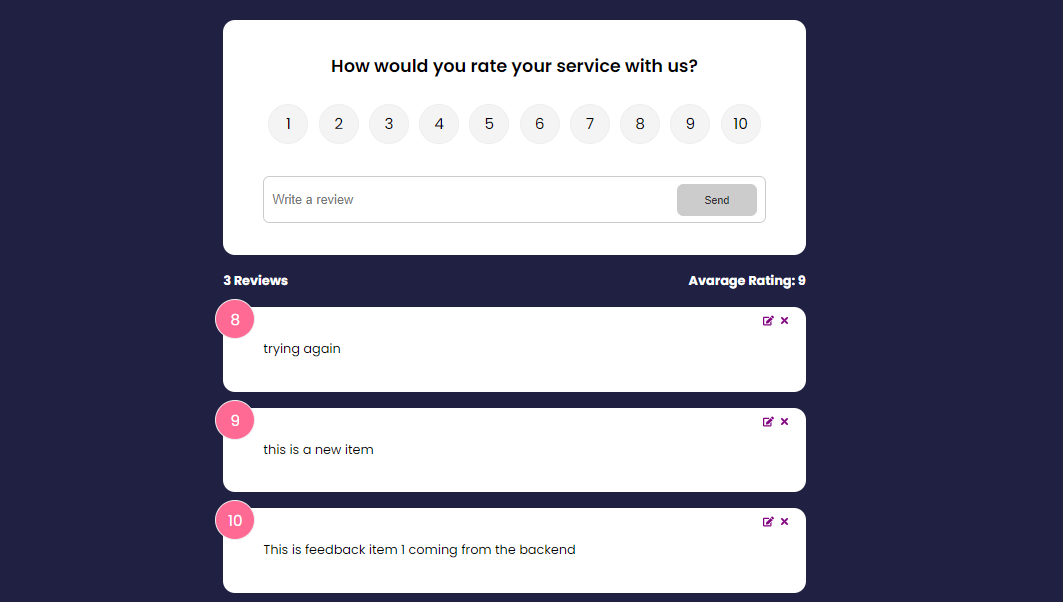 How would you rate your service with us?
1 2 3 4 5 6 7 8 9 10
Write a review Send
3 Reviews Avarage Rating: 9
8
trying again
9
this is a new item
10
This is feedback item 1 coming from the backend